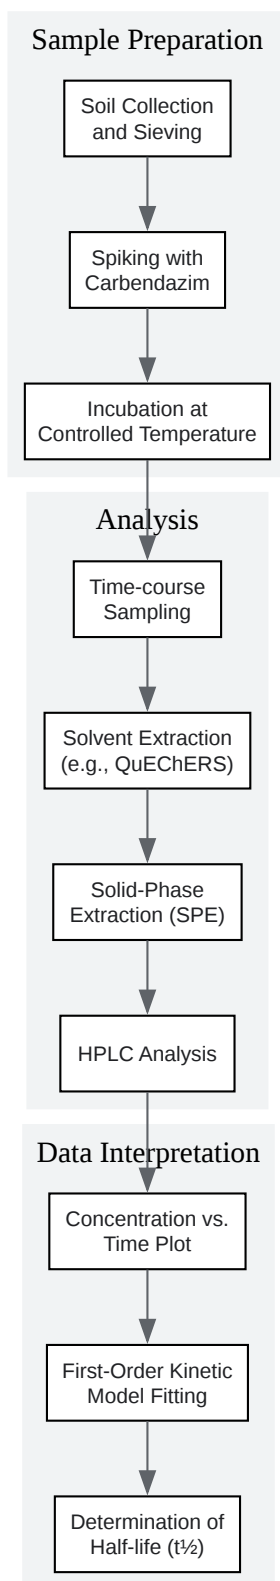 Sample Preparation
Soil Collection
and Sieving
Spiking with
Carbendazim
Incubation at
Controlled Temperature
Analysis
Time-course
Sampling
Solvent Extraction
(e.g., QuEChERS)
Solid-Phase
Extraction (SPE)
HPLC Analysis
Data Interpretation
Concentration vs.
Time Plot
First-Order Kinetic
Model Fitting
Determination of
Half-life (t½)